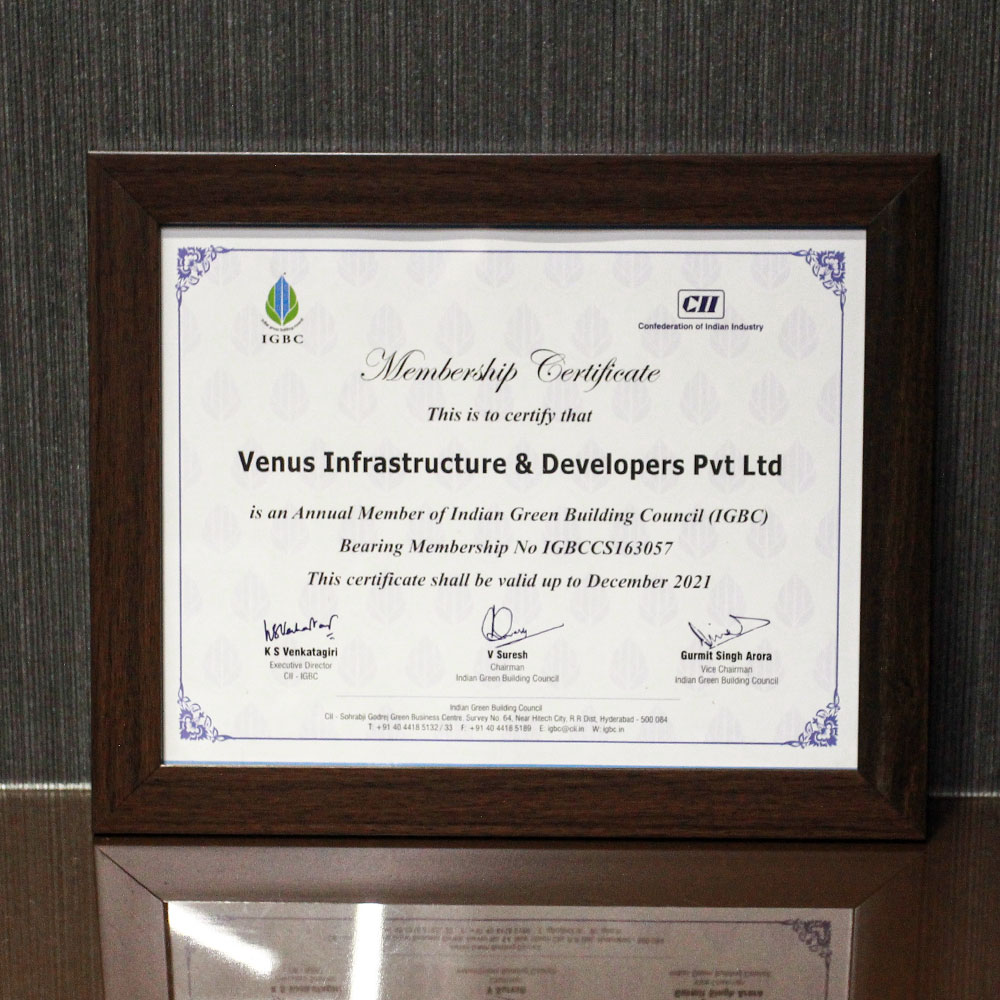 IGBC
CII
Confederation of Indian Industry
Membership Certificate
This is to certify that
Venus Infrastructure & Developers Pvt Ltd
is an Annual Member of Indian Green Building Council (IGBC)
Bearing Membership No IGBCCS163057
This certificate shall be valid up to December 2021
K S Venkatagiri
Executive Director
CII - IGBC
V Suresh
Chairman
Indian Green Building Council
Gurmit Singh Arora
Vice Chairman
Indian Green Building Council
Indian Green Building Council
CII - Sohrabji Godrej Green Business Centre, Survey No. 64, Near Hitech City, R R Dist, Hyderabad - 500 084
T: +91 40 4418 5132 / 33 F: +91 40 4418 5189 E: igbc@cii.in W: igbc.in